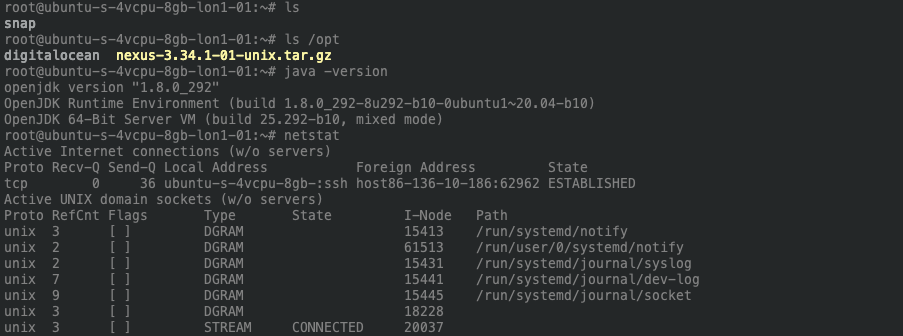 root@ubuntu-s-4vcpu-8gb-lon1-01:~# ls
snap
root@ubuntu-s-4vcpu-8gb-lon1-01:~# ls /opt
digitalocean  nexus-3.34.1-01-unix.tar.gz
root@ubuntu-s-4vcpu-8gb-lon1-01:~# java -version
openjdk version "1.8.0_292"
OpenJDK Runtime Environment (build 1.8.0_292-8u292-b10-0ubuntu1~20.04-b10)
OpenJDK 64-Bit Server VM (build 25.292-b10, mixed mode)
root@ubuntu-s-4vcpu-8gb-lon1-01:~# netstat
Active Internet connections (w/o servers)
Proto Recv-Q Send-Q Local Address           Foreign Address         State
tcp        0     36 ubuntu-s-4vcpu-8gb-:ssh host86-136-10-186:62962 ESTABLISHED
Active UNIX domain sockets (w/o servers)
Proto RefCnt Flags       Type       State         I-Node   Path
unix  3      [ ]         DGRAM                    15413    /run/systemd/notify
unix  2      [ ]         DGRAM                    61513    /run/user/0/systemd/notify
unix  2      [ ]         DGRAM                    15431    /run/systemd/journal/syslog
unix  7      [ ]         DGRAM                    15441    /run/systemd/journal/dev-log
unix  9      [ ]         DGRAM                    15445    /run/systemd/journal/socket
unix  3      [ ]         DGRAM                    18228
unix  3      [ ]         STREAM     CONNECTED     20037